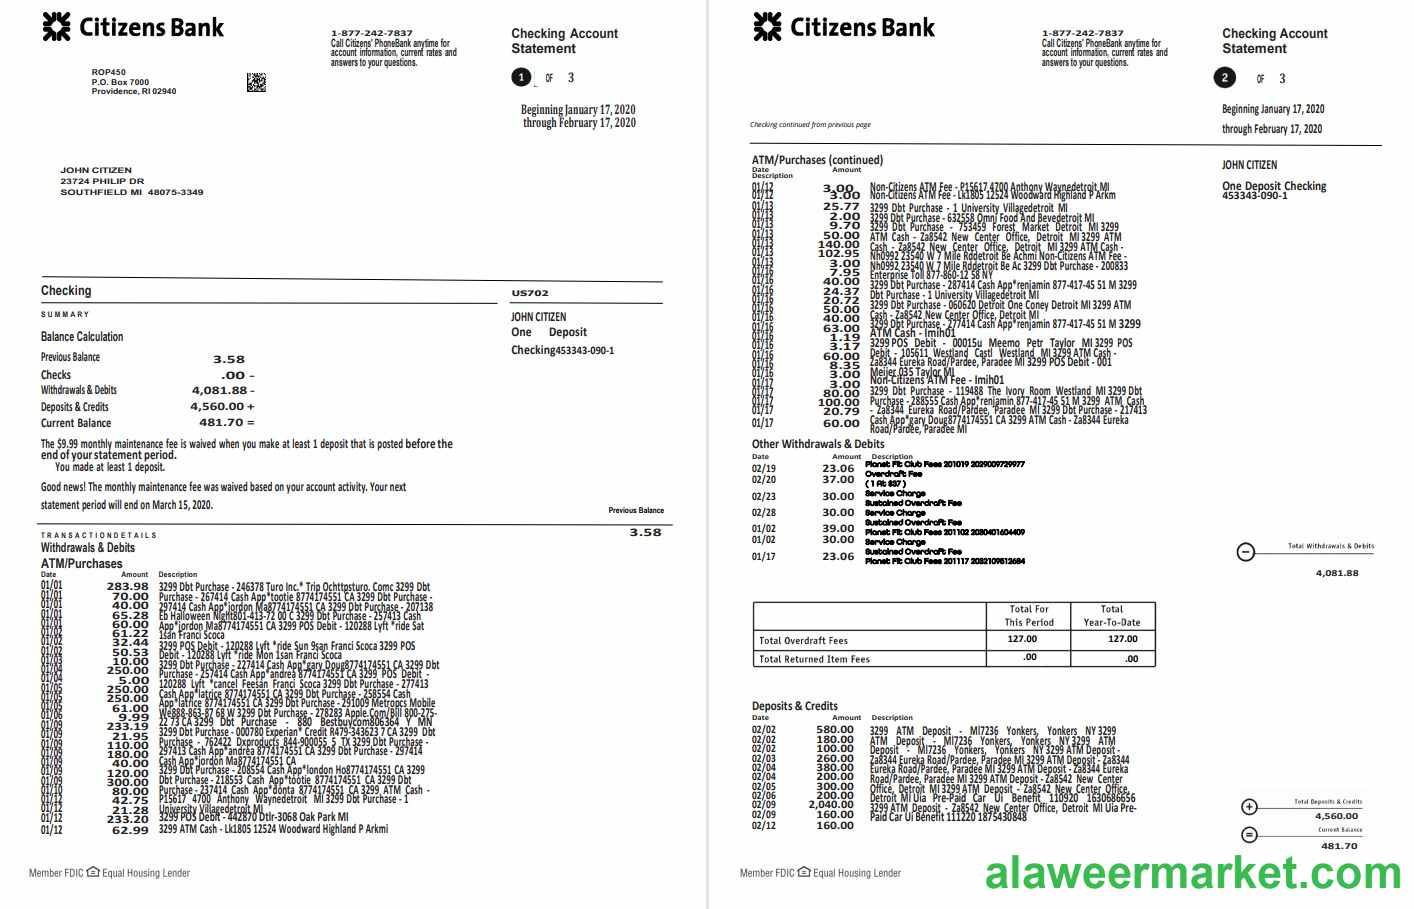 Citizens Bank
1-877-242-7837
Call Citizens' PhoneBank anytime for
account information, current rates and
answers to your questions.
Checking Account
Statement
1 OF 3
ROP450
P.O. Box 7000
Providence, RI 02940
Beginning January 17, 2020
through February 17, 2020
JOHN CITIZEN
23724 PHILIP DR
SOUTHFIELD MI 48075-3349
Checking
US702
SUMMARY
JOHN CITIZEN
One Deposit
Checking453343-090-1
Balance Calculation
Previous Balance 3.58
Checks .00 -
Withdrawals & Debits 4,081.88 -
Deposits & Credits 4,560.00 +
Current Balance 481.70 =
The $9.99 monthly maintenance fee is waived when you make at least 1 deposit that is posted before the
end of your statement period.
You made at least 1 deposit.
Good news! The monthly maintenance fee was waived based on your account activity. Your next
statement period will end on March 15, 2020.
Previous Balance
3.58
TRANSACTIONDETAILS
Withdrawals & Debits
ATM/Purchases
Date Amount Description
01/01 283.98 3299 Dbt Purchase - 246378 Turo Inc.* Trip Ochttpsturo. Comc 3299 Dbt
01/01 70.00 Purchase - 267414 Cash App*tootie 8774174551 CA 3299 Dbt Purchase -
01/01 40.00 297414 Cash App*jordon Ma8774174551 CA 3299 Dbt Purchase - 207138
01/01 65.28 Eb Halloween Night801-413-72 00 C 3299 Dbt Purchase - 257413 Cash
01/01 60.00 App*jordon Ma8774174551 CA 3299 POS Debit - 120288 Lyft *ride Sat
01/02 61.22 1san Franci Scoca
01/02 32.44 3299 POS Debit - 120288 Lyft *ride Sun 9san Franci Scoca 3299 POS
01/02 50.53 Debit - 120288 Lyft *ride Mon 1san Franci Scoca
01/03 10.00 3299 Dbt Purchase - 227414 Cash App*gary Doug8774174551 CA 3299 Dbt
01/04 250.00 Purchase - 257414 Cash App*andrea 8774174551 CA 3299 POS Debit -
01/04 5.00 120288 Lyft *cancel Feesan Franci Scoca 3299 Dbt Purchase - 277413
01/05 250.00 Cash App*latrice 8774174551 CA 3299 Dbt Purchase - 258554 Cash
01/05 250.00 App*latrice 8774174551 CA 3299 Dbt Purchase - 291009 Metropcs Mobile
01/05 61.00 We888-863-87 68 W 3299 Dbt Purchase - 278283 Apple.Com/Bill 800-275-
01/06 9.99 22 73 CA 3299 Dbt Purchase - 880 Bestbuycom806364 Y MN
01/09 233.19 3299 Dbt Purchase - 000780 Experian* Credit R479-343623 7 CA 3299 Dbt
01/09 21.95 Purchase - 762422 Dxproducts 844-900055 5 TX 3299 Dbt Purchase -
01/09 110.00 297413 Cash App*andrea 8774174551 CA 3299 Dbt Purchase - 297414
01/09 180.00 Cash App*jordon Ma8774174551 CA
01/09 40.00 3299 Dbt Purchase - 208554 Cash App*london Ho8774174551 CA 3299
01/09 120.00 Dbt Purchase - 218553 Cash App*tootie 8774174551 CA 3299 Dbt
01/09 300.00 Purchase - 237414 Cash App*donta 8774174551 CA 3299 ATM Cash -
01/10 80.00 P15617 4700 Anthony Waynedetroit MI 3299 Dbt Purchase - 1
01/12 42.75 University Villagedetroit MI
01/12 21.28
01/12 233.20 3299 POS Debit - 442870 Dtlr-3068 Oak Park MI
01/12 62.99 3299 ATM Cash - Lk1805 12524 Woodward Highland P Arkmi
Member FDIC Equal Housing Lender
Citizens Bank
1-877-242-7837
Call Citizens' PhoneBank anytime for
account information, current rates and
answers to your questions.
Checking Account
Statement
2 OF 3
Beginning January 17, 2020
through February 17, 2020
Checking continued from previous page
JOHN CITIZEN
One Deposit Checking
453343-090-1
ATM/Purchases (continued)
Date Amount
Description
01/12 3.00 Non-Citizens ATM Fee - P15617 4700 Anthony Waynedetroit MI
01/12 3.00 Non-Citizens ATM Fee - Lk1805 12524 Woodward Highland P Arkm
01/13 25.77 3299 Dbt Purchase - 1 University Villagedetroit MI
01/13 2.00 3299 Dbt Purchase - 632558 Omni Food And Bevedetroit MI
01/13 9.70 3299 Dbt Purchase - 753459 Forest Market Detroit MI 3299
01/13 50.00 ATM Cash - Za8542 New Center Office, Detroit MI 3299 ATM
01/13 140.00 Cash - Za8542 New Center Office, Detroit MI 3299 ATM Cash -
01/13 102.95 Nh0992 23540 W 7 Mile Rddetroit Be Achmi Non-Citizens ATM Fee -
01/13 3.00 Nh0992 23540 W 7 Mile Rddetroit Be Ac 3299 Dbt Purchase - 200833
01/16 7.95 Enterprise Toll 877-860-12 58 NY
01/16 40.00 3299 Dbt Purchase - 287414 Cash App*renjamin 877-417-45 51 M 3299
01/16 24.37 Dbt Purchase - 1 University Villagedetroit MI
01/16 20.72 3299 Dbt Purchase - 060620 Detroit One Coney Detroit MI 3299 ATM
01/16 50.00 Cash - Za8542 New Center Office, Detroit MI
01/16 40.00 3299 Dbt Purchase - 277414 Cash App*renjamin 877-417-45 51 M 3299
01/16 63.00 ATM Cash - Imih01
01/16 1.19 3299 POS Debit - 00015u Meemo Petr Taylor MI 3299 POS
01/16 3.17 Debit - 105611 Westland Castl Westland MI 3299 ATM Cash -
01/16 60.00 Za8344 Eureka Road/Pardee, Paradee MI 3299 POS Debit - 001
01/16 8.35 Meijer 035 Taylor MI
01/16 3.00 Non-Citizens ATM Fee - Imih01
01/17 3.00
01/17 80.00 3299 Dbt Purchase - 119488 The Ivory Room Westland MI 3299 Dbt
01/17 100.00 Purchase - 288555 Cash App*renjamin 877-417-45 51 M 3299 ATM Cash
01/17 20.79 - Za8344 Eureka Road/Pardee, Paradee MI 3299 Dbt Purchase - 217413
01/17 60.00 Cash App*gary Doug8774174551 CA 3299 ATM Cash - Za8344 Eureka
Road/Pardee, Paradee MI
Other Withdrawals & Debits
Date Amount Description
02/19 23.06 Planet Fit Club Fees 201019 2029009729977
02/20 37.00 Overdraft Fee
( 1 At $37 )
02/23 30.00 Service Charge
Sustained Overdraft Fee
02/28 30.00 Service Charge
Sustained Overdraft Fee
01/02 39.00 Planet Fit Club Fees 201102 2030401604409
01/02 30.00 Service Charge
Sustained Overdraft Fee
01/17 23.06 Planet Fit Club Fees 201117 2032109512684
− Total Withdrawals & Debits
4,081.88
Total For This Period
Total Year-To-Date
Total Overdraft Fees 127.00 127.00
Total Returned Item Fees .00 .00
Deposits & Credits
Date Amount Description
02/02 580.00 3299 ATM Deposit - Ml7236 Yonkers, Yonkers NY 3299
02/02 180.00 ATM Deposit - Ml7236 Yonkers, Yonkers NY 3299 ATM
02/02 100.00 Deposit - Ml7236 Yonkers, Yonkers NY 3299 ATM Deposit -
02/03 260.00 Za8344 Eureka Road/Pardee, Paradee MI 3299 ATM Deposit - Za8344
02/04 380.00 Eureka Road/Pardee, Paradee MI 3299 ATM Deposit - Za8344 Eureka
02/04 200.00 Road/Pardee, Paradee MI 3299 ATM Deposit - Za8542 New Center
02/05 300.00 Office, Detroit MI 3299 ATM Deposit - Za8542 New Center Office,
02/06 200.00 Detroit MI Uia Pre-Paid Car Ui Benefit 110920 1630686656
02/09 2,040.00 3299 ATM Deposit - Za8542 New Center Office, Detroit MI Uia Pre-
02/09 160.00 Paid Car Ui Benefit 111220 1875430848
02/12 160.00
+ Total Deposits & Credits
4,560.00
= Current Balance
481.70
Member FDIC Equal Housing Lender
alaweermarket.com